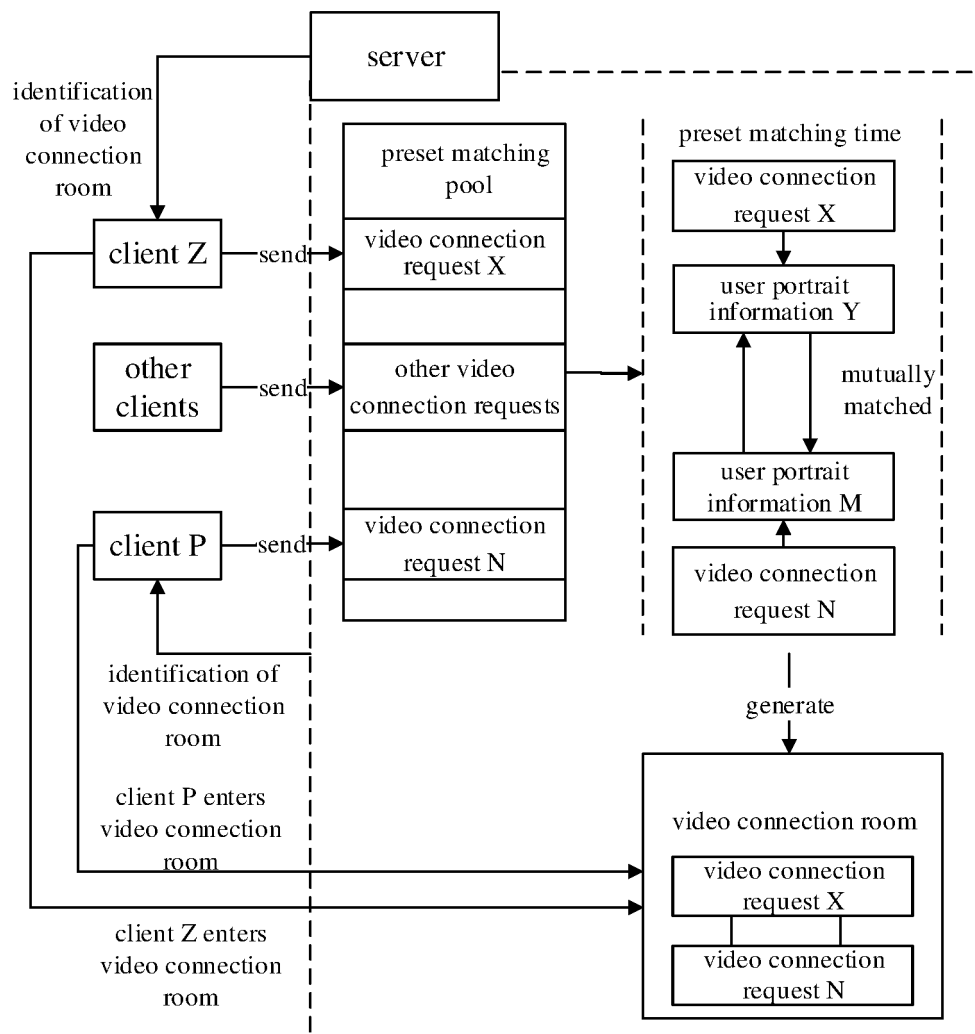 server
identification
of video
connection
room
preset matching
pool
preset matching time
video connection
request X
client Z
send
video connection
request X
user portrait
information Y
other
clients
send
other video
connection requests
mutually
matched
user portrait
information M
client P
send
video connection
request N
video connection
request N
identification of
video connection
room
generate
client P enters
video connection
room
video connection room
video connection
request X
client Z enters
video connection
room
video connection
request N